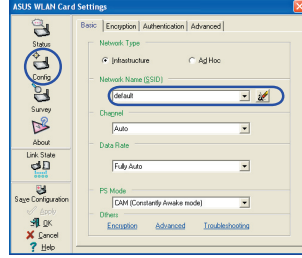 ASUS WLAN Card Settings
Status
Config
Survey
About
Link State
Save Configuration
Apply
OK
Cancel
Help
Basic Encryption Authentication Advanced
Network Type
Infrastructure Ad Hoc
Network Name (SSID)
default
Channel
Auto
Data Rate
Fully Auto
PS Mode
CAM (Constantly Awake mode)
Others
Encryption Advanced Troubleshooting